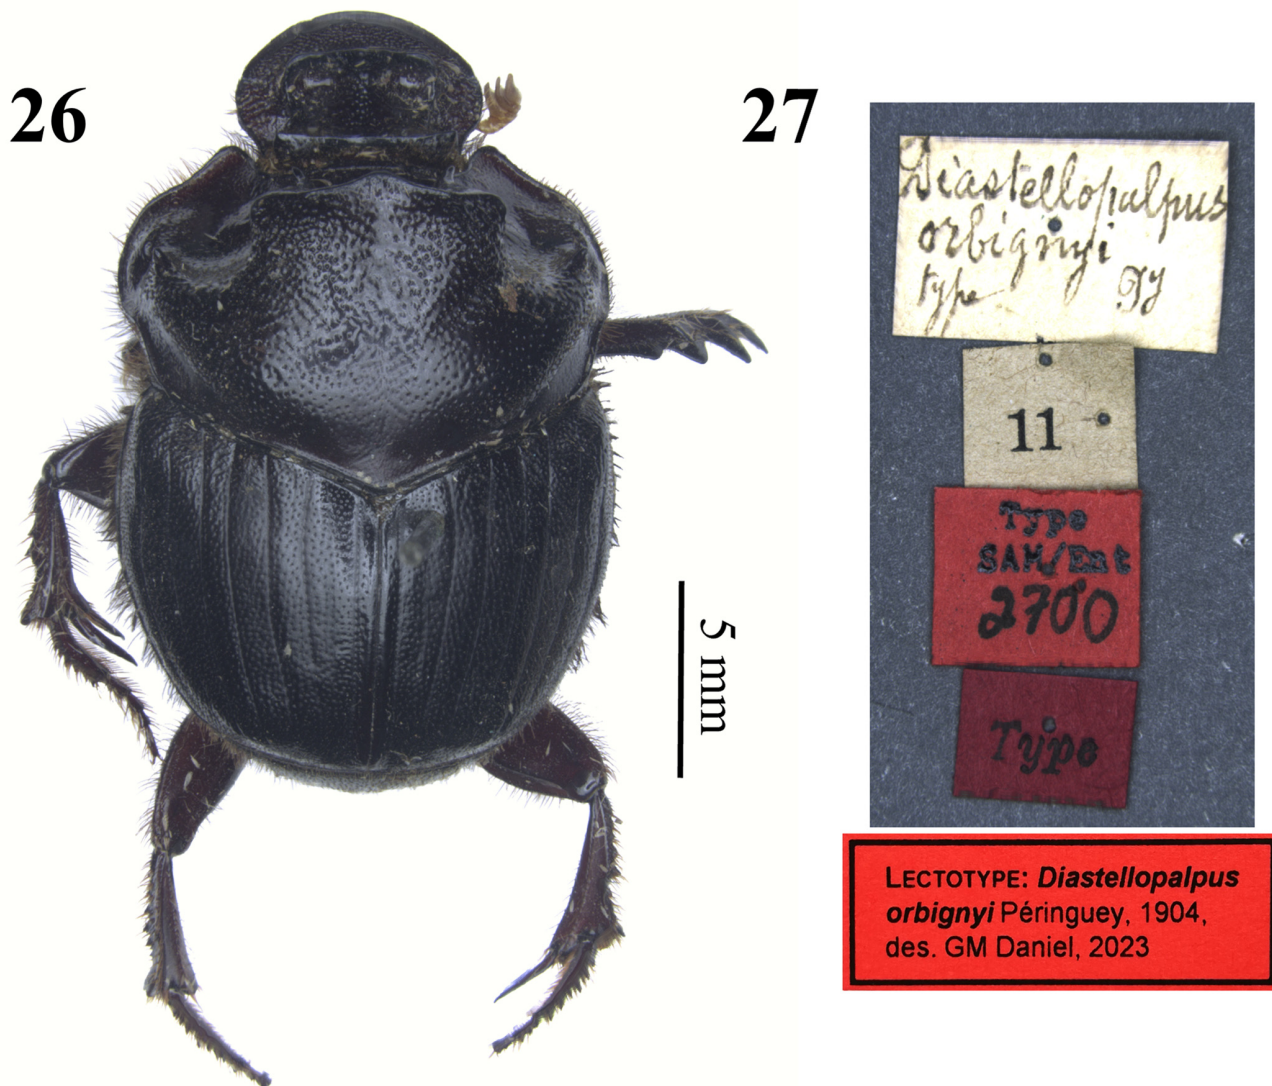 26
27
Diastellopalpus
orbignyi
type
11
Type
SAM/Ent
2700
Type
5 mm
LECTOTYPE: Diastellopalpus
orbignyi Péringuey, 1904,
des. GM Daniel, 2023